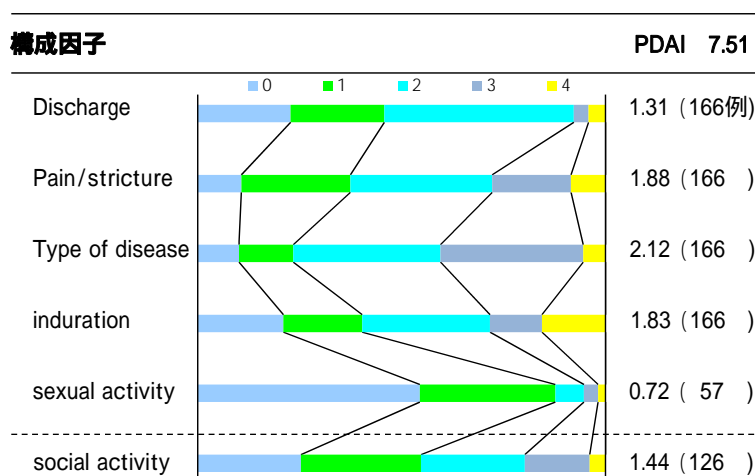 構成因子 PDAI 7.51
0 1 2 3 4
Discharge 1.31 (166例)
Pain/stricture 1.88 (166 )
Type of disease 2.12 (166 )
induration 1.83 (166 )
sexual activity 0.72 ( 57 )
social activity 1.44 (126 )